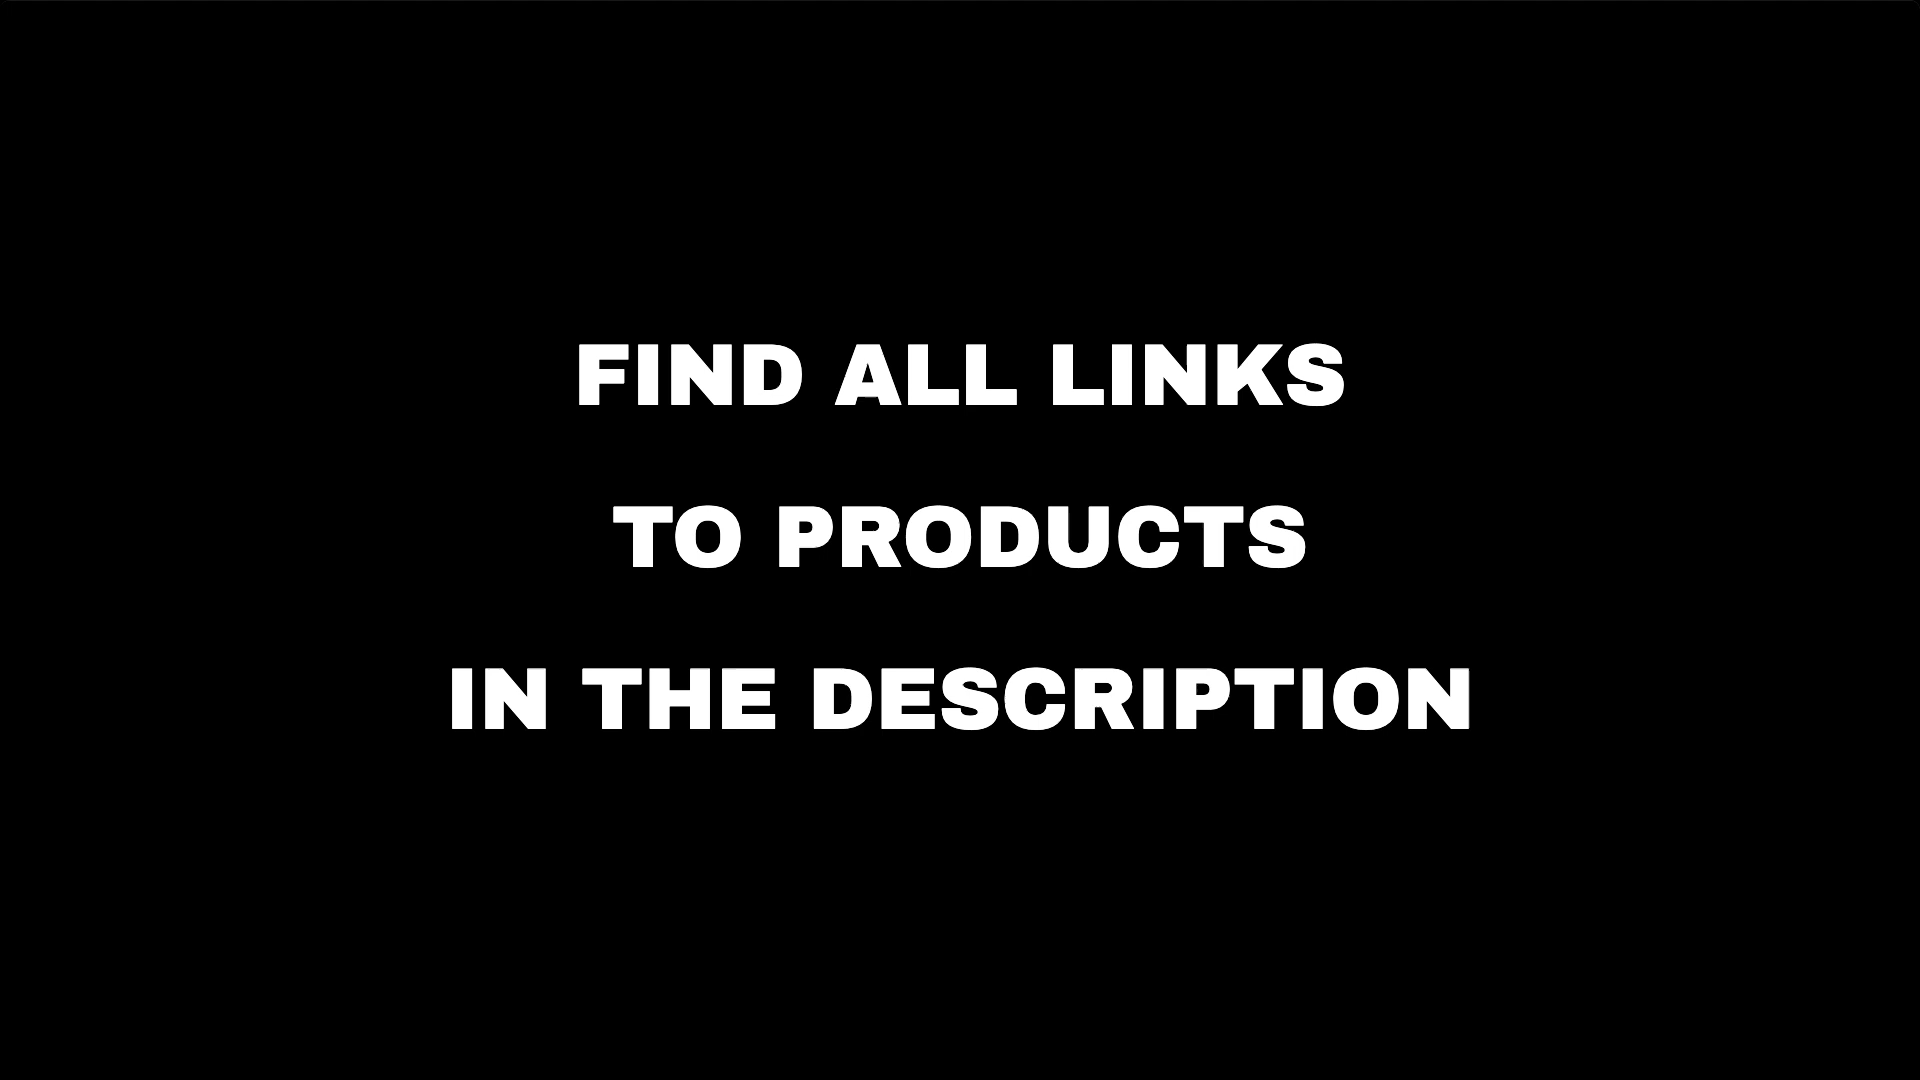 FIND ALL LINKS
TO PRODUCTS
IN THE DESCRIPTION